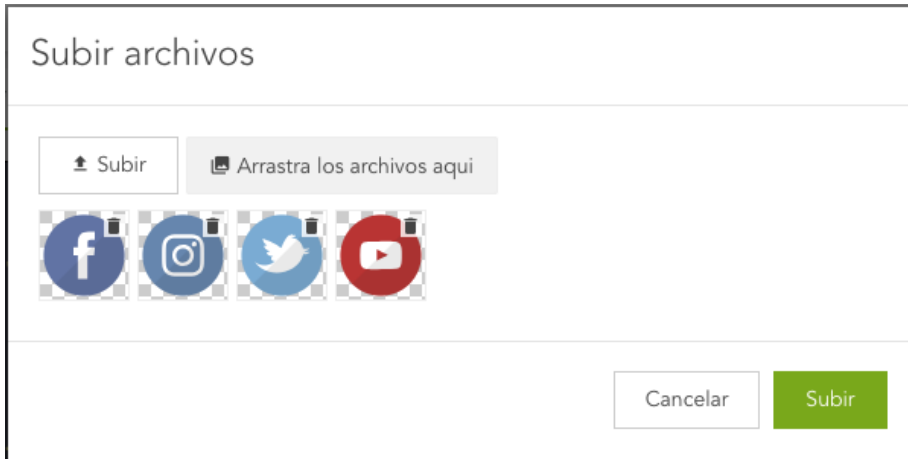 Subir archivos
Subir
Arrastra los archivos aqui
f
Cancelar
Subir